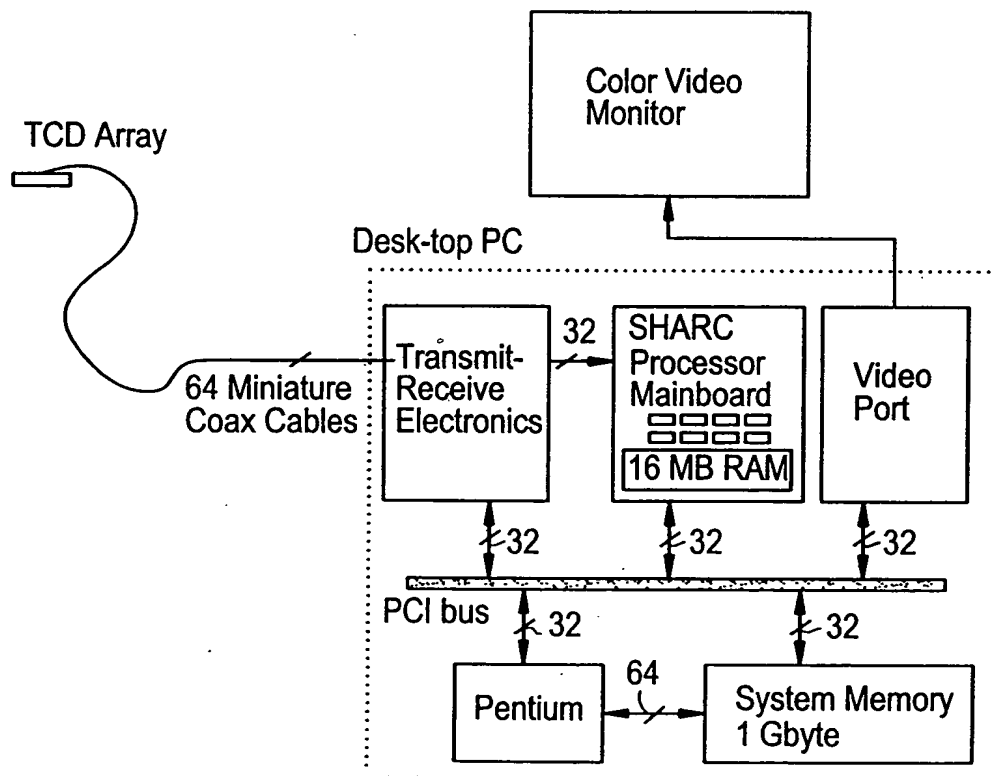 Color Video
Monitor
TCD Array
Desk-top PC
64 Miniature
Coax Cables
Transmit-
Receive
Electronics
32
SHARC
Processor
Mainboard
16 MB RAM
Video
Port
32
32
32
PCI bus
32
32
Pentium
64
System Memory
1 Gbyte